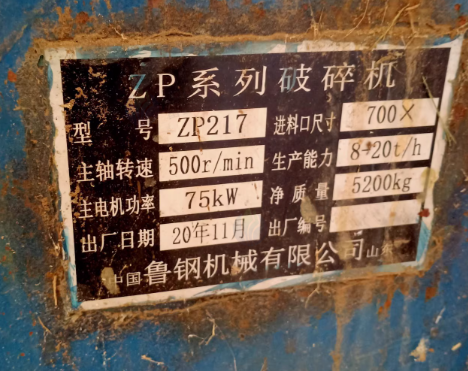 ZP系列破碎机
型 号 ZP217 进料口尺寸 700×
主轴转速 500r/min 生产能力 8-20t/h
主电机功率 75kW 净质量 5200kg
出厂日期 20年11月 出厂编号
中国鲁钢机械有限公司山东